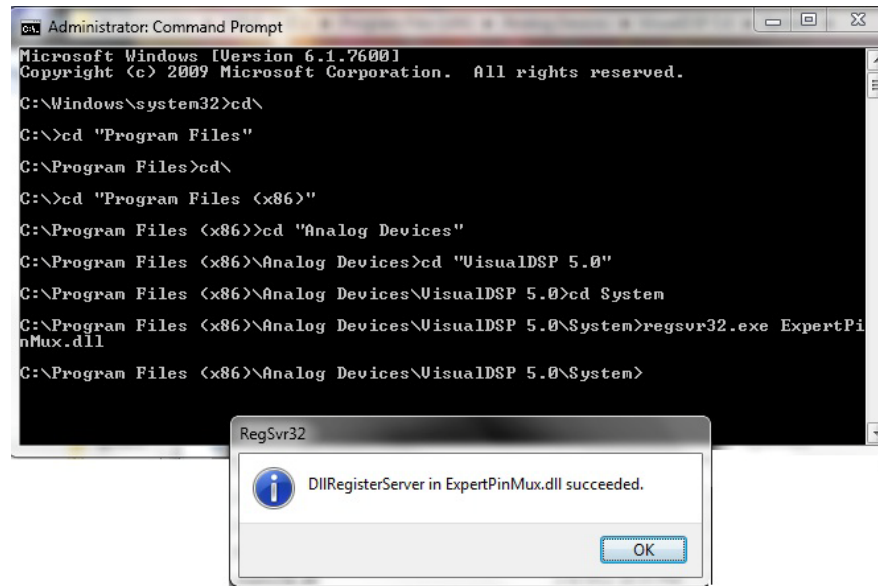 Administrator: Command Prompt
Microsoft Windows [Version 6.1.7600]
Copyright (c) 2009 Microsoft Corporation.  All rights reserved.
C:\Windows\system32>cd\
C:\>cd "Program Files"
C:\Program Files>cd\
C:\>cd "Program Files (x86)"
C:\Program Files (x86)>cd "Analog Devices"
C:\Program Files (x86)\Analog Devices>cd "VisualDSP 5.0"
C:\Program Files (x86)\Analog Devices\VisualDSP 5.0>cd System
C:\Program Files (x86)\Analog Devices\VisualDSP 5.0\System>regsvr32.exe ExpertPi
nMux.dll
C:\Program Files (x86)\Analog Devices\VisualDSP 5.0\System>
RegSvr32
DllRegisterServer in ExpertPinMux.dll succeeded.
OK